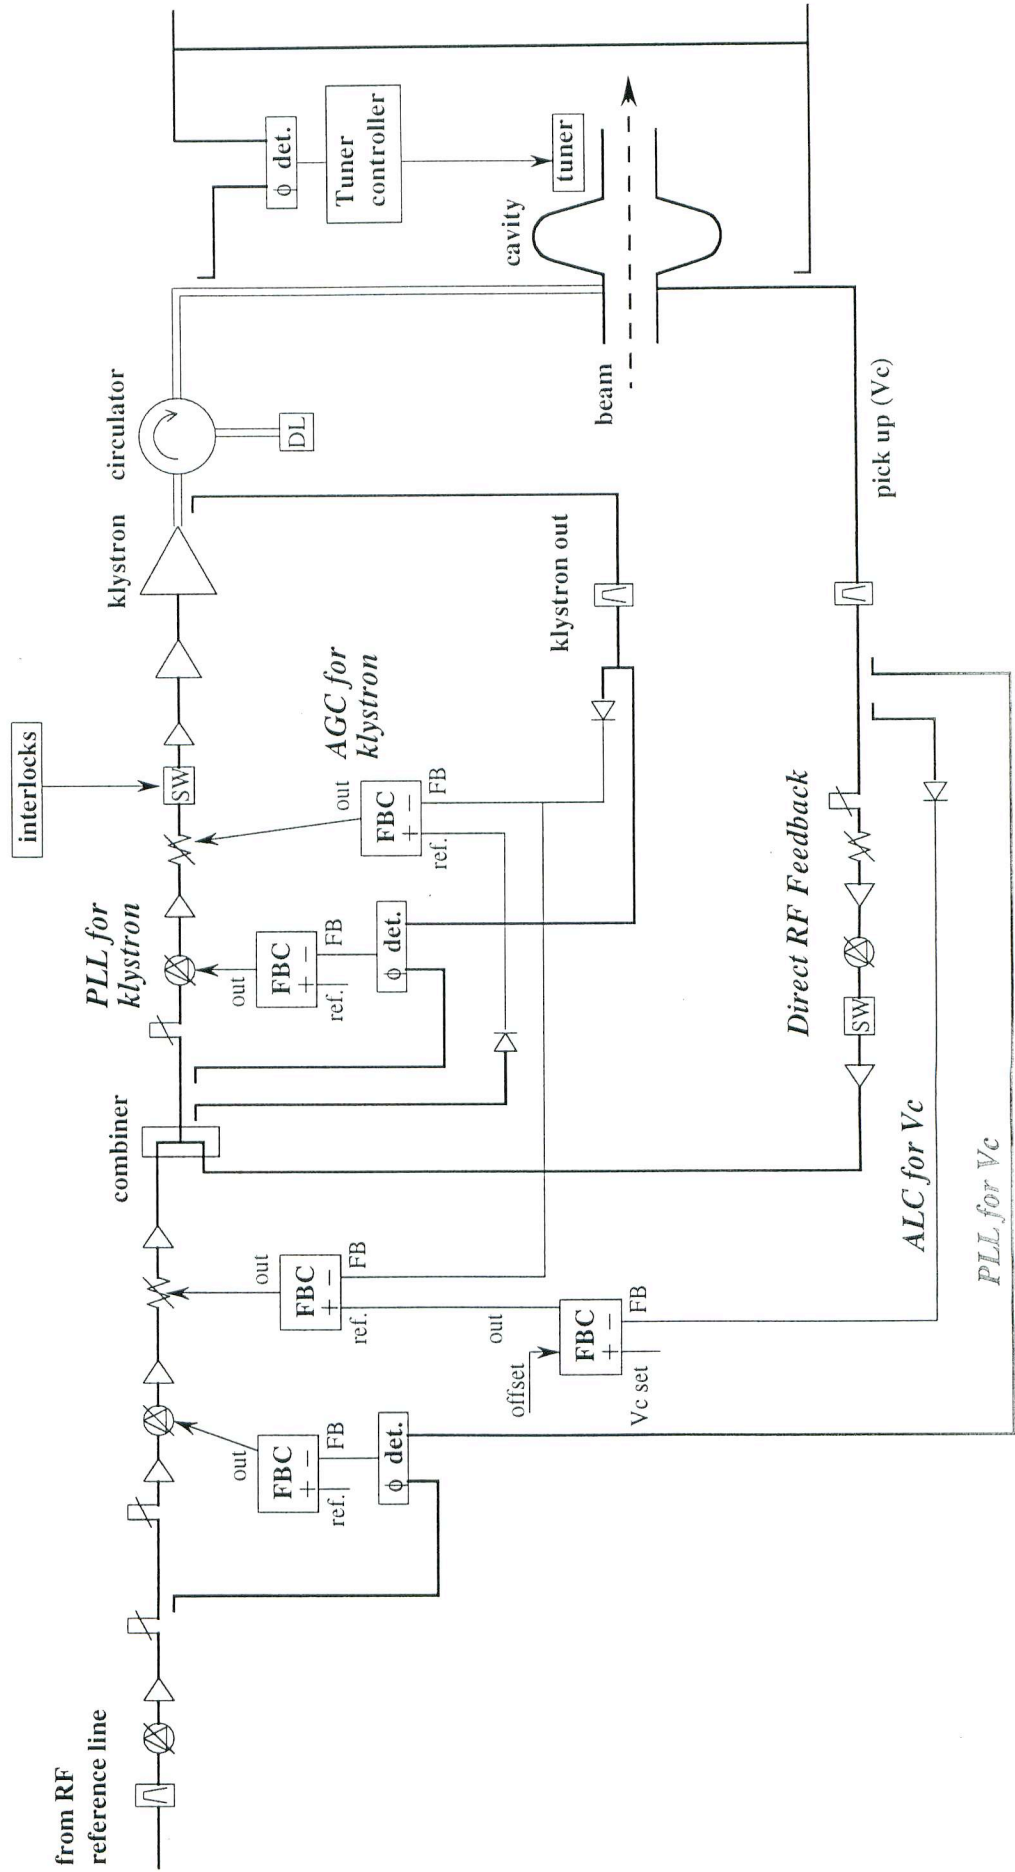 from RF
reference line
PLL for
klystron
interlocks
SW
klystron
circulator
DL
φ det.
Tuner
controller
tuner
cavity
beam
combiner
AGC for
klystron
out
FBC
+ −
ref.
FB
φ det.
out
FBC
+ −
ref.
FB
klystron out
out
FBC
+ −
ref.
FB
φ det.
out
FBC
+ −
ref.
FB
offset
out
FBC
+ −
Vc set
FB
Direct RF Feedback
SW
pick up (Vc)
ALC for Vc
PLL for Vc